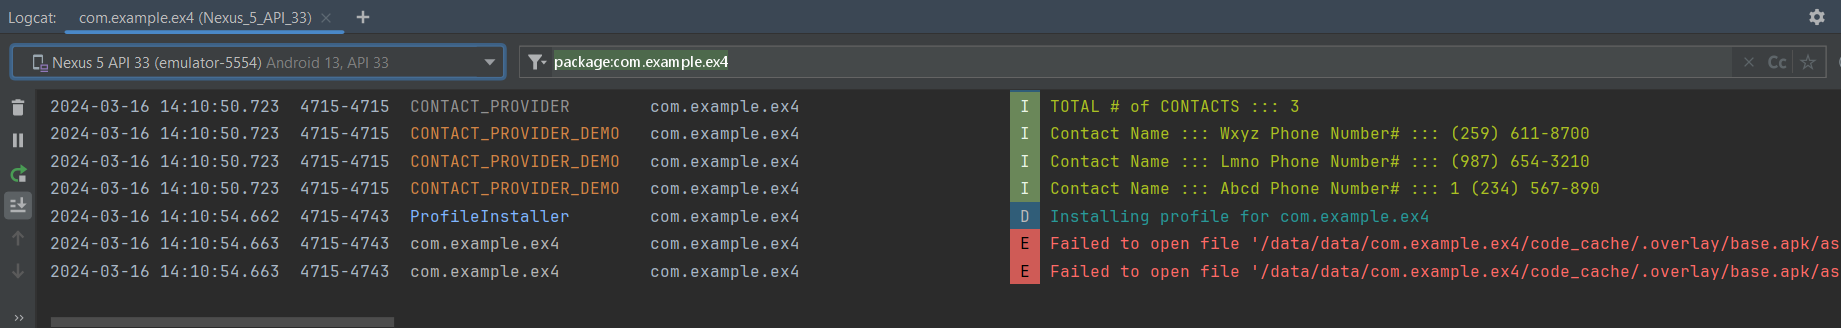 Logcat: com.example.ex4 (Nexus_5_API_33) × +
Nexus 5 API 33 (emulator-5554) Android 13, API 33 package:com.example.ex4 × Cc
2024-03-16 14:10:50.723 4715-4715 CONTACT_PROVIDER com.example.ex4 I TOTAL # of CONTACTS ::: 3
2024-03-16 14:10:50.723 4715-4715 CONTACT_PROVIDER_DEMO com.example.ex4 I Contact Name ::: Wxyz Phone Number# ::: (259) 611-8700
2024-03-16 14:10:50.723 4715-4715 CONTACT_PROVIDER_DEMO com.example.ex4 I Contact Name ::: Lmno Phone Number# ::: (987) 654-3210
2024-03-16 14:10:50.723 4715-4715 CONTACT_PROVIDER_DEMO com.example.ex4 I Contact Name ::: Abcd Phone Number# ::: 1 (234) 567-890
2024-03-16 14:10:54.662 4715-4743 ProfileInstaller com.example.ex4 D Installing profile for com.example.ex4
2024-03-16 14:10:54.663 4715-4743 com.example.ex4 com.example.ex4 E Failed to open file '/data/data/com.example.ex4/code_cache/.overlay/base.apk/as
2024-03-16 14:10:54.663 4715-4743 com.example.ex4 com.example.ex4 E Failed to open file '/data/data/com.example.ex4/code_cache/.overlay/base.apk/as